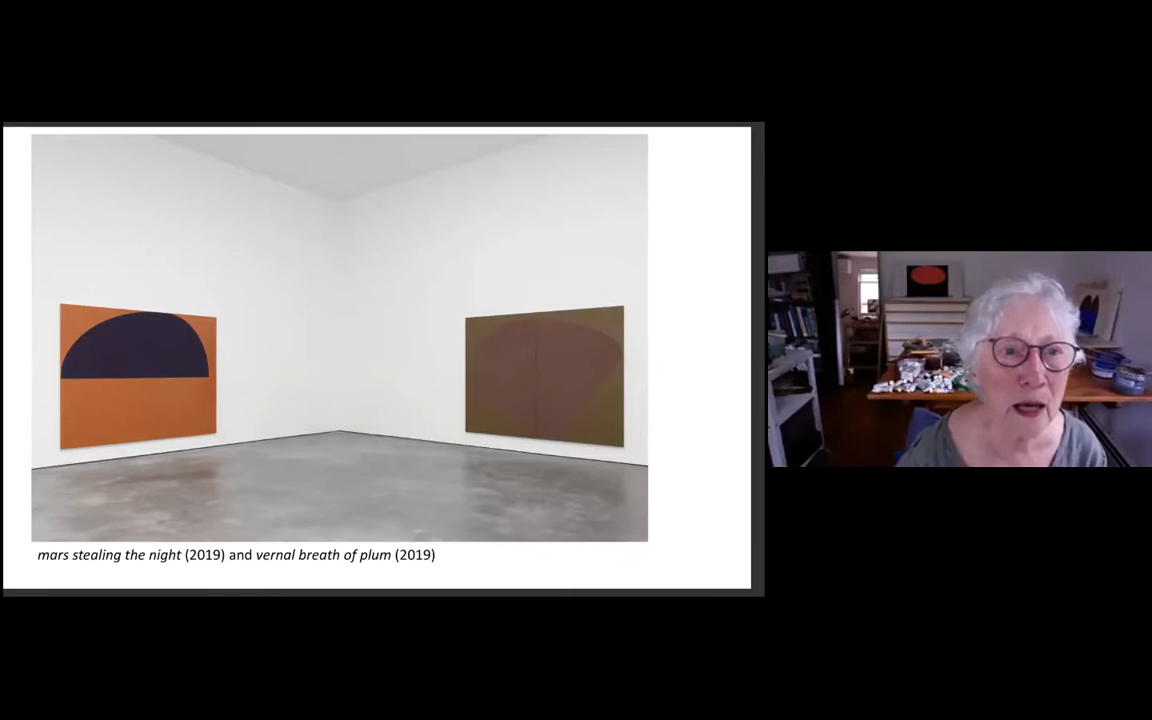 mars stealing the night (2019) and vernal breath of plum (2019)